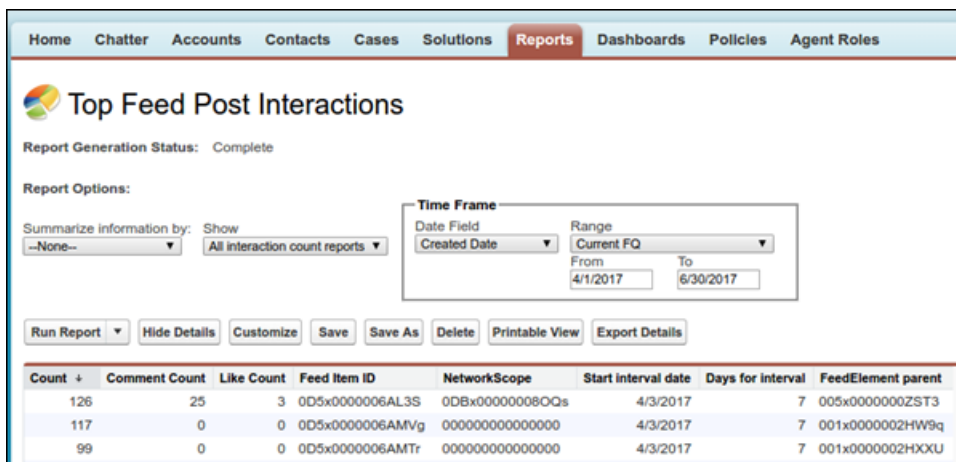 Home Chatter Accounts Contacts Cases Solutions Reports Dashboards Policies Agent Roles
Top Feed Post Interactions
Report Generation Status: Complete
Report Options:
Time Frame
Summarize information by: Show Date Field Range
--None-- All interaction count reports Created Date Current FQ
From To
4/1/2017 6/30/2017
Run Report Hide Details Customize Save Save As Delete Printable View Export Details
Count Comment Count Like Count Feed Item ID NetworkScope Start interval date Days for interval FeedElement parent
126 25 3 0D5x0000006AL3S 0DBx00000008OQs 4/3/2017 7 005x0000000ZST3
117 0 0 0D5x0000006AMVg 000000000000000 4/3/2017 7 001x0000002HW9q
99 0 0 0D5x0000006AMTr 000000000000000 4/3/2017 7 001x0000002HXXU